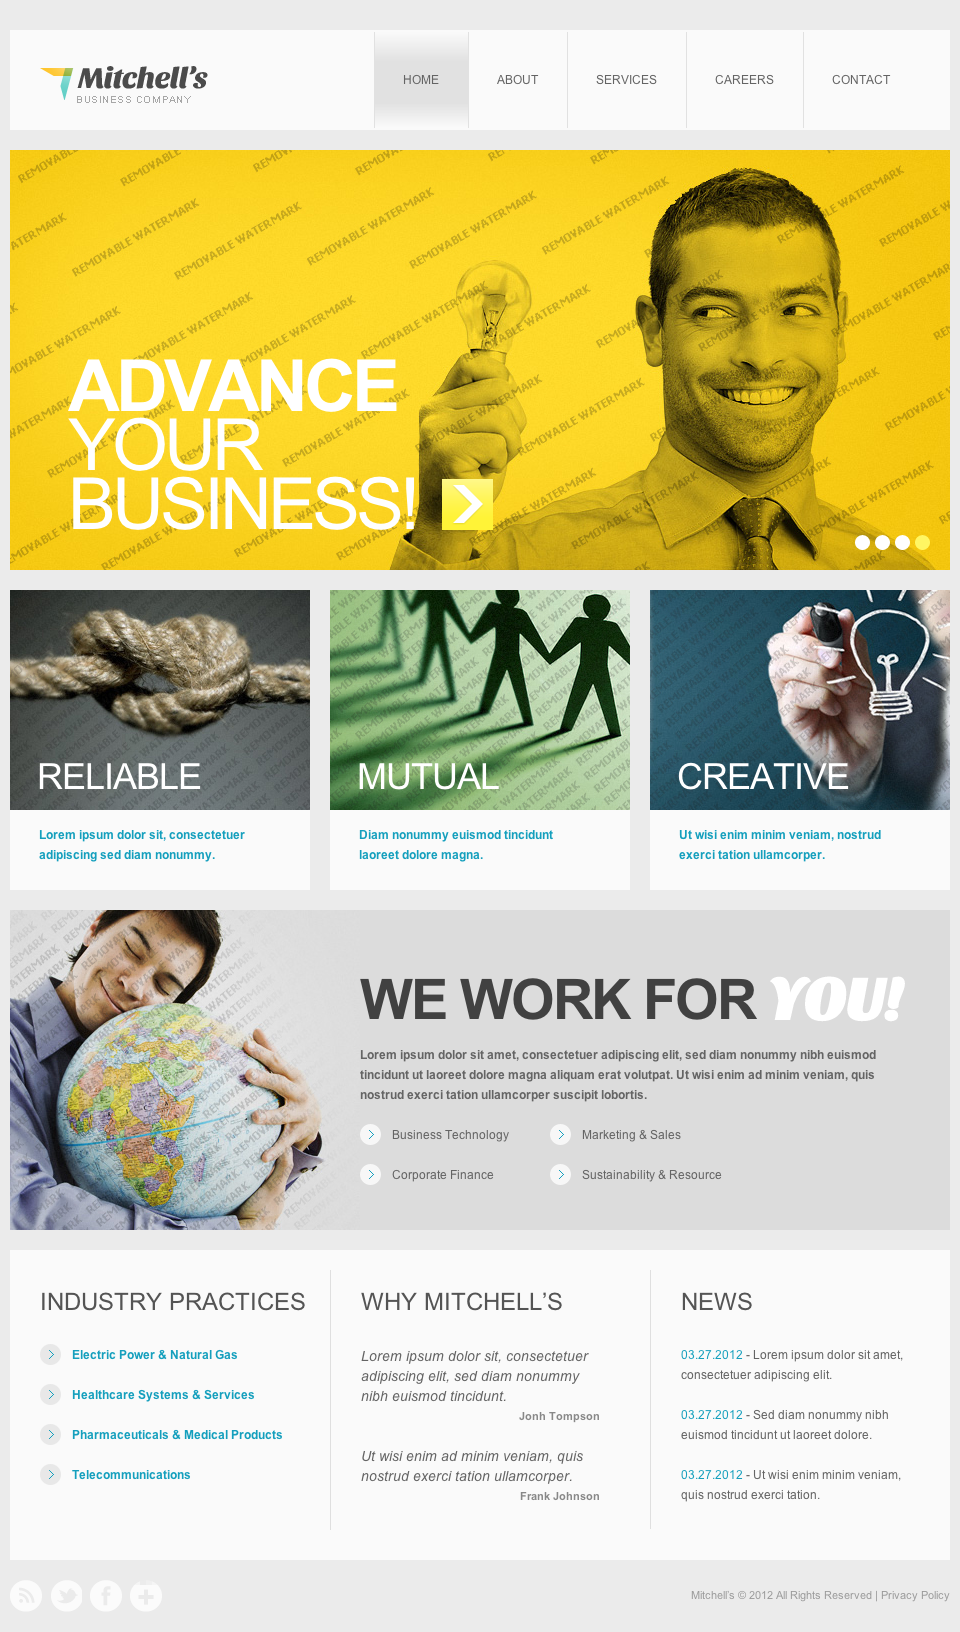 Mitchell's
BUSINESS COMPANY
HOME
ABOUT
SERVICES
CAREERS
CONTACT
REMOVABLE WATERMARK
ADVANCE
YOUR
BUSINESS!
RELIABLE
MUTUAL
CREATIVE
Lorem ipsum dolor sit, consectetuer
adipiscing sed diam nonummy.
Diam nonummy euismod tincidunt
laoreet dolore magna.
Ut wisi enim minim veniam, nostrud
exerci tation ullamcorper.
WE WORK FOR YOU!
Lorem ipsum dolor sit amet, consectetuer adipiscing elit, sed diam nonummy nibh euismod
tincidunt ut laoreet dolore magna aliquam erat volutpat. Ut wisi enim ad minim veniam, quis
nostrud exerci tation ullamcorper suscipit lobortis.
Business Technology
Marketing & Sales
Corporate Finance
Sustainability & Resource
INDUSTRY PRACTICES
Electric Power & Natural Gas
Healthcare Systems & Services
Pharmaceuticals & Medical Products
Telecommunications
WHY MITCHELL'S
Lorem ipsum dolor sit, consectetuer
adipiscing elit, sed diam nonummy
nibh euismod tincidunt.
Jonh Tompson
Ut wisi enim ad minim veniam, quis
nostrud exerci tation ullamcorper.
Frank Johnson
NEWS
03.27.2012 - Lorem ipsum dolor sit amet,
consectetuer adipiscing elit.
03.27.2012 - Sed diam nonummy nibh
euismod tincidunt ut laoreet dolore.
03.27.2012 - Ut wisi enim minim veniam,
quis nostrud exerci tation.
Mitchell's © 2012 All Rights Reserved | Privacy Policy